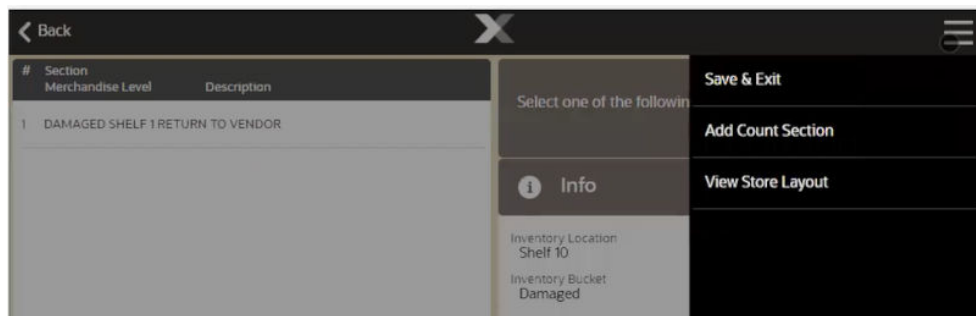 Back
# Section
Merchandise Level Description
1 DAMAGED SHELF 1 RETURN TO VENDOR
Select one of the followin
Info
Inventory Location
Shelf 10
Inventory Bucket
Damaged
Save & Exit
Add Count Section
View Store Layout